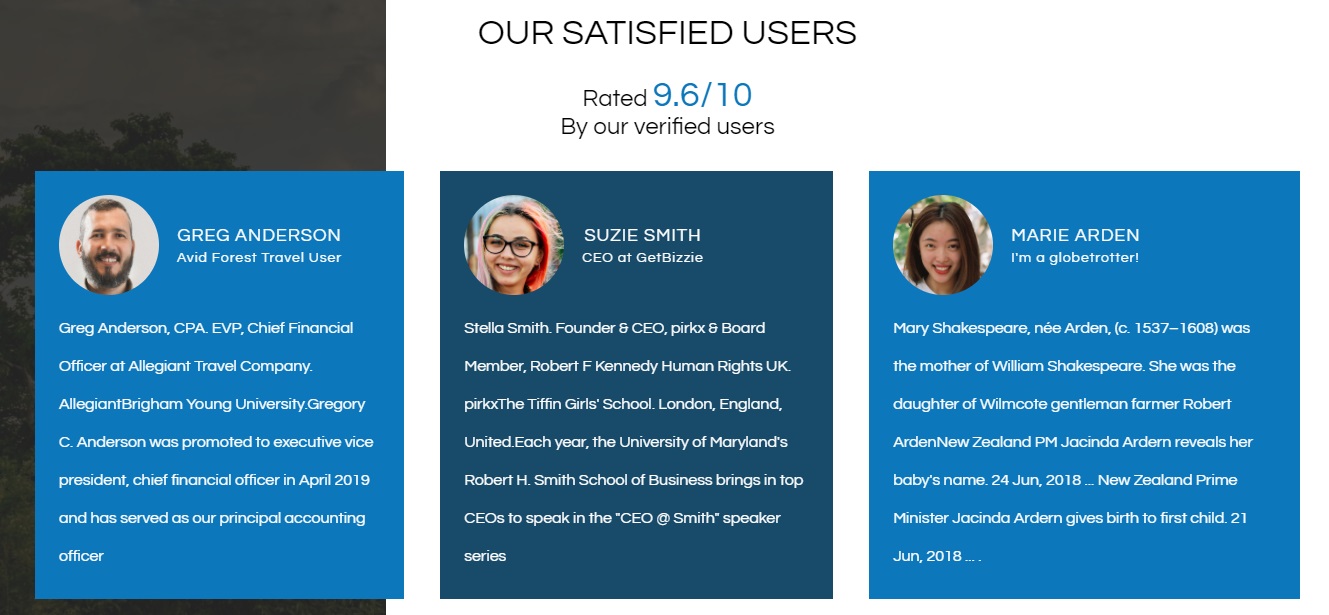 OUR SATISFIED USERS
Rated 9.6/10
By our verified users
GREG ANDERSON
Avid Forest Travel User
Greg Anderson, CPA. EVP, Chief Financial
Officer at Allegiant Travel Company.
AllegiantBrigham Young University.Gregory
C. Anderson was promoted to executive vice
president, chief financial officer in April 2019
and has served as our principal accounting
officer
SUZIE SMITH
CEO at GetBizzie
Stella Smith. Founder & CEO, pirkx & Board
Member, Robert F Kennedy Human Rights UK.
pirkxThe Tiffin Girls' School. London, England,
United.Each year, the University of Maryland's
Robert H. Smith School of Business brings in top
CEOs to speak in the "CEO @ Smith" speaker
series
MARIE ARDEN
I'm a globetrotter!
Mary Shakespeare, née Arden, (c. 1537–1608) was
the mother of William Shakespeare. She was the
daughter of Wilmcote gentleman farmer Robert
ArdenNew Zealand PM Jacinda Ardern reveals her
baby's name. 24 Jun, 2018 ... New Zealand Prime
Minister Jacinda Ardern gives birth to first child. 21
Jun, 2018 ... .